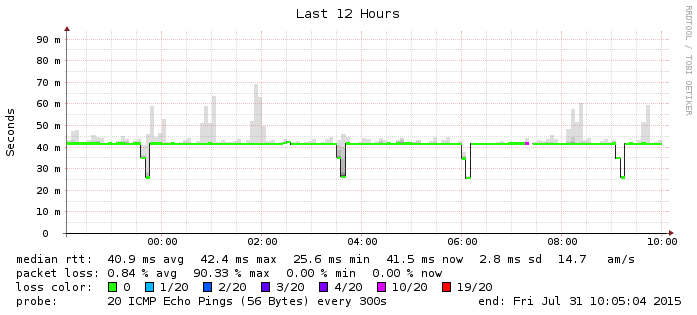 Last 12 Hours
RRDTOOL / TOBI OETIKER
Seconds
90 m
80 m
70 m
60 m
50 m
40 m
30 m
20 m
10 m
0
00:00 02:00 04:00 06:00 08:00 10:00
median rtt: 40.9 ms avg 42.4 ms max 25.6 ms min 41.5 ms now 2.8 ms sd 14.7 am/s
packet loss: 0.84 % avg 90.33 % max 0.00 % min 0.00 % now
loss color: 0 1/20 2/20 3/20 4/20 10/20 19/20
probe: 20 ICMP Echo Pings (56 Bytes) every 300s end: Fri Jul 31 10:05:04 2015